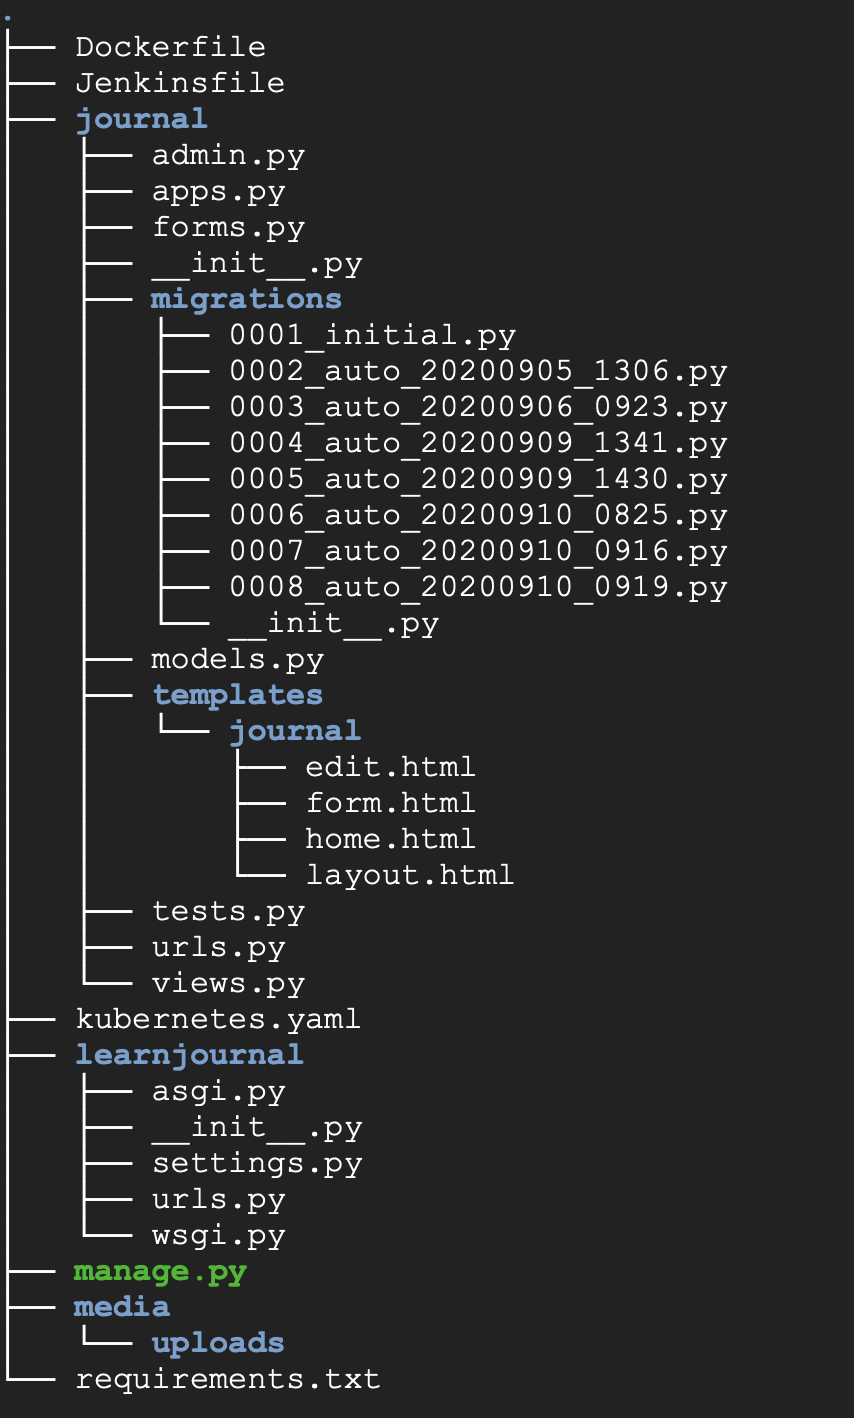 .
├── Dockerfile
├── Jenkinsfile
├── journal
│   ├── admin.py
│   ├── apps.py
│   ├── forms.py
│   ├── __init__.py
│   ├── migrations
│   │   ├── 0001_initial.py
│   │   ├── 0002_auto_20200905_1306.py
│   │   ├── 0003_auto_20200906_0923.py
│   │   ├── 0004_auto_20200909_1341.py
│   │   ├── 0005_auto_20200909_1430.py
│   │   ├── 0006_auto_20200910_0825.py
│   │   ├── 0007_auto_20200910_0916.py
│   │   ├── 0008_auto_20200910_0919.py
│   │   └── __init__.py
│   ├── models.py
│   ├── templates
│   │   └── journal
│   │       ├── edit.html
│   │       ├── form.html
│   │       ├── home.html
│   │       └── layout.html
│   ├── tests.py
│   ├── urls.py
│   └── views.py
├── kubernetes.yaml
├── learnjournal
│   ├── asgi.py
│   ├── __init__.py
│   ├── settings.py
│   ├── urls.py
│   └── wsgi.py
├── manage.py
├── media
│   └── uploads
└── requirements.txt